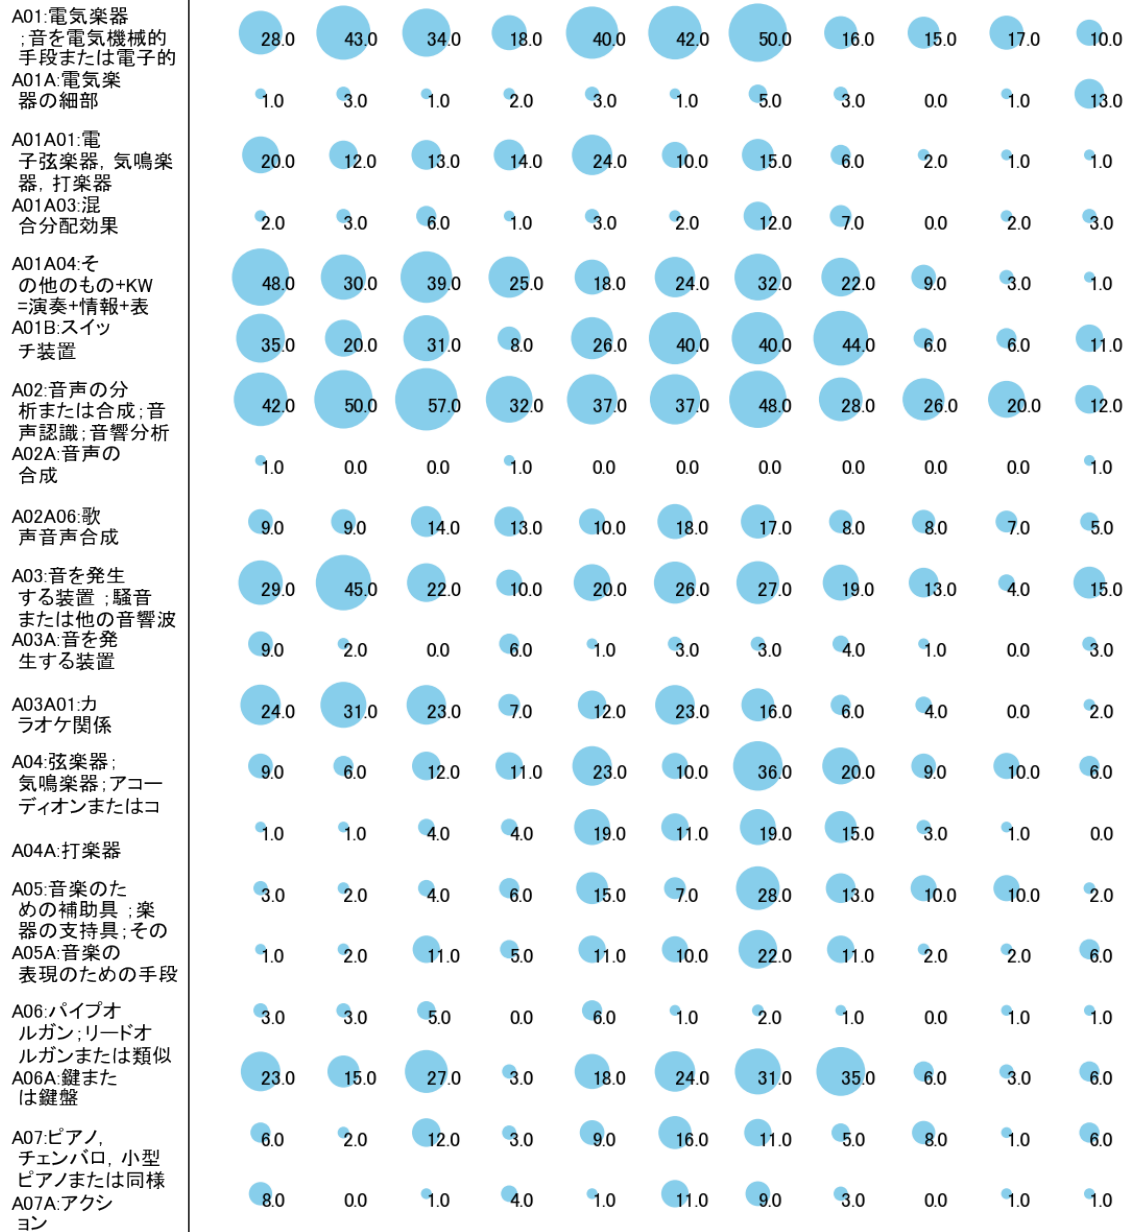 A01:電気楽器
;音を電気機械的
手段または電子的
28.0 43.0 34.0 18.0 40.0 42.0 50.0 16.0 15.0 17.0 10.0
A01A:電気楽
器の細部
1.0 3.0 1.0 2.0 3.0 1.0 5.0 3.0 0.0 1.0 13.0
A01A01:電
子弦楽器, 気鳴楽
器, 打楽器
20.0 12.0 13.0 14.0 24.0 10.0 15.0 6.0 2.0 1.0 1.0
A01A03:混
合分配効果
2.0 3.0 6.0 1.0 3.0 2.0 12.0 7.0 0.0 2.0 3.0
A01A04:そ
の他のもの+KW
=演奏+情報+表
48.0 30.0 39.0 25.0 18.0 24.0 32.0 22.0 9.0 3.0 1.0
A01B:スイッ
チ装置
35.0 20.0 31.0 8.0 26.0 40.0 40.0 44.0 6.0 6.0 11.0
A02:音声の分
析または合成;音
声認識;音響分析
42.0 50.0 57.0 32.0 37.0 37.0 48.0 28.0 26.0 20.0 12.0
A02A:音声の
合成
1.0 0.0 0.0 1.0 0.0 0.0 0.0 0.0 0.0 0.0 1.0
A02A06:歌
声音声合成
9.0 9.0 14.0 13.0 10.0 18.0 17.0 8.0 8.0 7.0 5.0
A03:音を発生
する装置 ;騒音
または他の音響波
29.0 45.0 22.0 10.0 20.0 26.0 27.0 19.0 13.0 4.0 15.0
A03A:音を発
生する装置
9.0 2.0 0.0 6.0 1.0 3.0 3.0 4.0 1.0 0.0 3.0
A03A01:カ
ラオケ関係
24.0 31.0 23.0 7.0 12.0 23.0 16.0 6.0 4.0 0.0 2.0
A04:弦楽器;
気鳴楽器;アコー
ディオンまたはコ
9.0 6.0 12.0 11.0 23.0 10.0 36.0 20.0 9.0 10.0 6.0
A04A:打楽器
1.0 1.0 4.0 4.0 19.0 11.0 19.0 15.0 3.0 1.0 0.0
A05:音楽のた
めの補助具 ;楽
器の支持具;その
3.0 2.0 4.0 6.0 15.0 7.0 28.0 13.0 10.0 10.0 2.0
A05A:音楽の
表現のための手段
1.0 2.0 11.0 5.0 11.0 10.0 22.0 11.0 2.0 2.0 6.0
A06:パイプオ
ルガン;リードオ
ルガンまたは類似
3.0 3.0 5.0 0.0 6.0 1.0 2.0 1.0 0.0 1.0 1.0
A06A:鍵また
は鍵盤
23.0 15.0 27.0 3.0 18.0 24.0 31.0 35.0 6.0 3.0 6.0
A07:ピアノ,
チェンバロ, 小型
ピアノまたは同様
6.0 2.0 12.0 3.0 9.0 16.0 11.0 5.0 8.0 1.0 6.0
A07A:アクシ
ョン
8.0 0.0 1.0 4.0 1.0 11.0 9.0 3.0 0.0 1.0 1.0